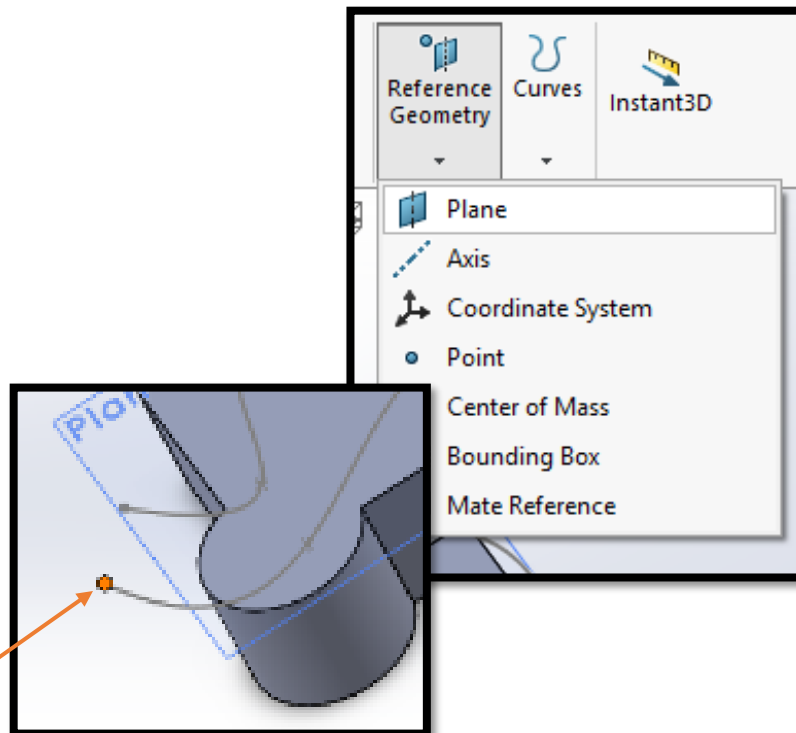 Reference Geometry
Curves
Instant3D
Plane
Axis
Coordinate System
Point
Center of Mass
Bounding Box
Mate Reference